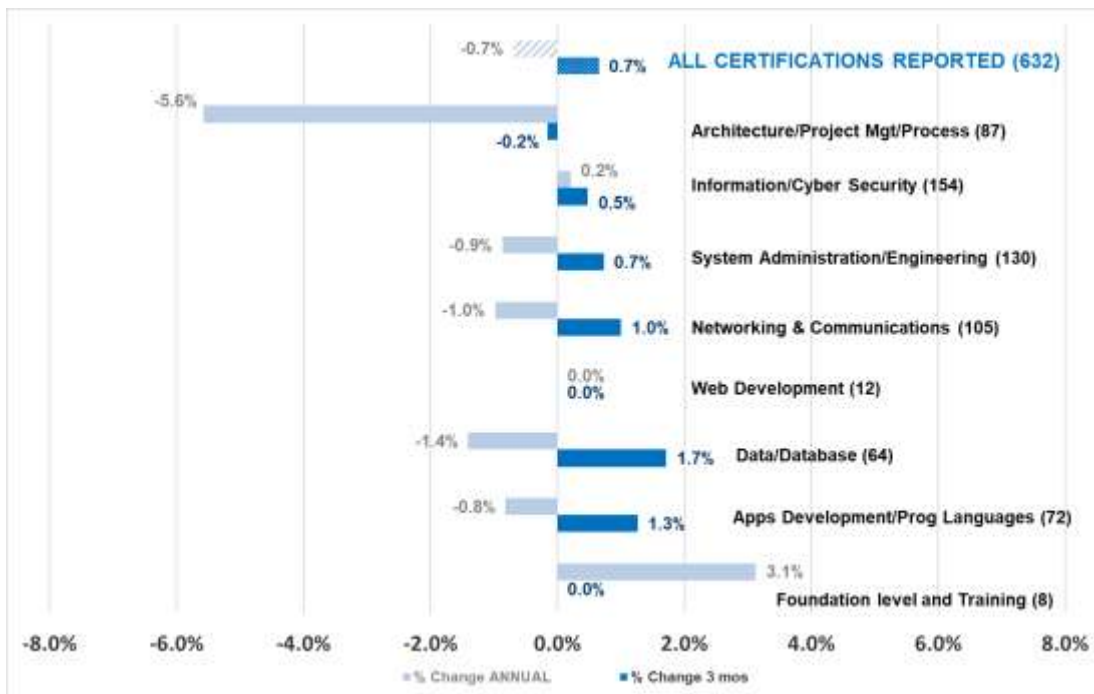 -0.7%
0.7% ALL CERTIFICATIONS REPORTED (632)
-5.6%
-0.2% Architecture/Project Mgt/Process (87)
0.2%
Information/Cyber Security (154)
0.5%
-0.9%
0.7% System Administration/Engineering (130)
-1.0%
1.0% Networking & Communications (105)
0.0%
0.0% Web Development (12)
-1.4%
1.7% Data/Database (64)
-0.8%
1.3% Apps Development/Prog Languages (72)
3.1%
0.0%
Foundation level and Training (8)
-8.0% -6.0% -4.0% -2.0% 0.0% 2.0% 4.0% 6.0% 8.0%
% Change ANNUAL % Change 3 mos